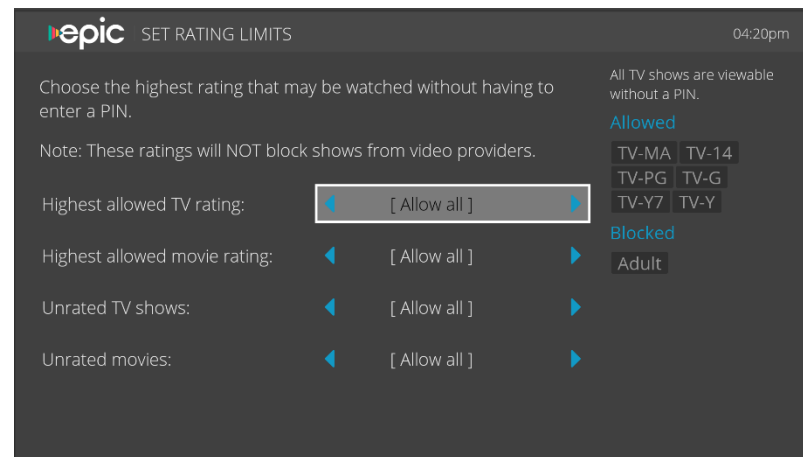 epic SET RATING LIMITS 04:20pm
Choose the highest rating that may be watched without having to
enter a PIN.
Note: These ratings will NOT block shows from video providers.
Highest allowed TV rating: [ Allow all ]
Highest allowed movie rating: [ Allow all ]
Unrated TV shows: [ Allow all ]
Unrated movies: [ Allow all ]
All TV shows are viewable
without a PIN.
Allowed
TV-MA TV-14
TV-PG TV-G
TV-Y7 TV-Y
Blocked
Adult